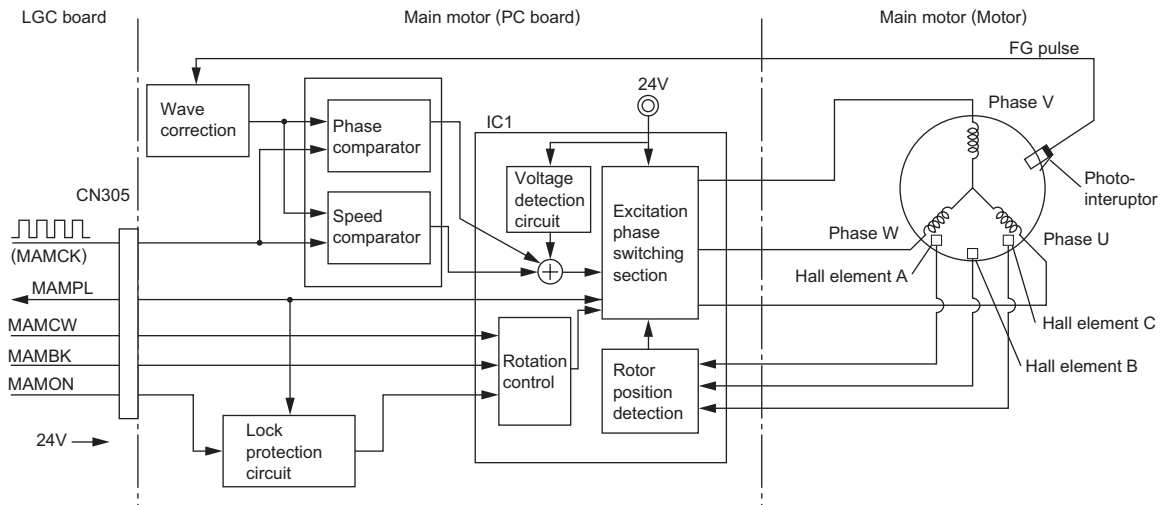 LGC board
Main motor (PC board)
Main motor (Motor)
FG pulse
24V
Wave
correction
Phase
comparator
IC1
Phase V
Voltage
detection
circuit
Excitation
phase
switching
section
Photo-
interuptor
CN305
Speed
comparator
(MAMCK)
Phase W
Phase U
Hall element A
MAMPL
MAMCW
MAMBK
MAMON
Rotation
control
Rotor
position
detection
Hall element C
Hall element B
24V
Lock
protection
circuit